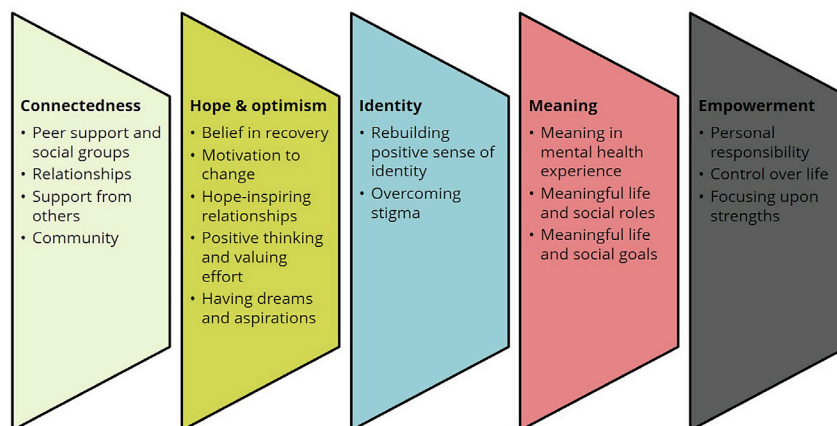 Connectedness
• Peer support and
social groups
• Relationships
• Support from
others
• Community
Hope & optimism
• Belief in recovery
• Motivation to
change
• Hope-inspiring
relationships
• Positive thinking
and valuing
effort
• Having dreams
and aspirations
Identity
• Rebuilding
positive sense of
identity
• Overcoming
stigma
Meaning
• Meaning in
mental health
experience
• Meaningful life
and social roles
• Meaningful life
and social goals
Empowerment
• Personal
responsibility
• Control over life
• Focusing upon
strengths